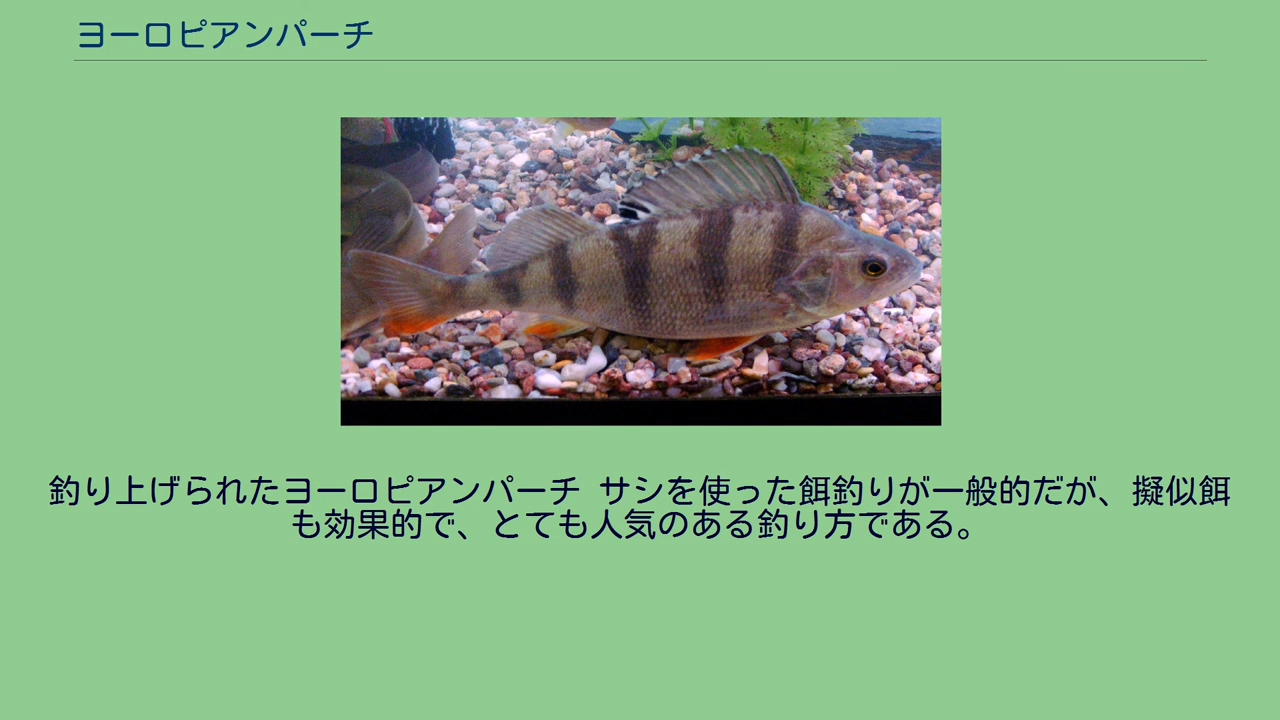 ヨーロピアンパーチ
釣り上げられたヨーロピアンパーチ サシを使った餌釣りが一般的だが、擬似餌
も効果的で、とても人気のある釣り方である。